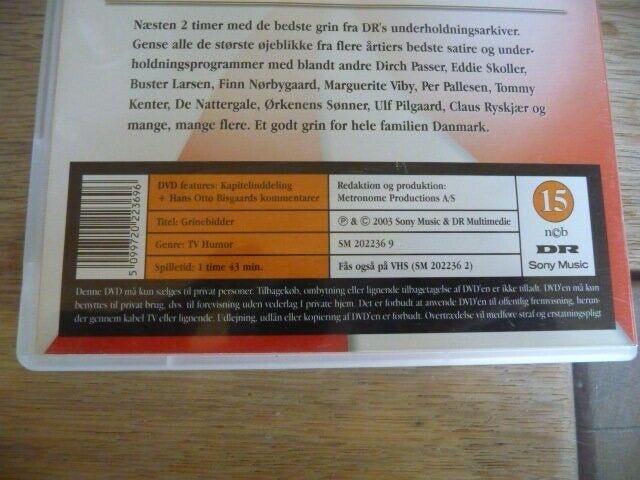 Næsten 2 timer med de bedste grin fra DR's underholdningsarkiver.
Gense alle de største øjeblikke fra flere årtiers bedste satire og under-
holdningsprogrammer med blandt andre Dirch Passer, Eddie Skoller,
Buster Larsen, Finn Nørbygaard, Marguerite Viby, Per Pallesen, Tommy
Kenter, De Nattergale, Ørkenens Sønner, Ulf Pilgaard, Claus Ryskjær og
mange, mange flere. Et godt grin for hele familien Danmark.
5 099720 223696
DVD features: Kapitelinddeling
+ Hans Otto Bisgaards kommentarer
Titel: Grinebidder
Genre: TV Humor
Spilletid: 1 time 43 min.
Redaktion og produktion:
Metronome Productions A/S
℗ & © 2003 Sony Music & DR Multimedie
SM 202236 9
Fås også på VHS (SM 202236 2)
15
n©b
DR
Sony Music
Denne DVD må kun sælges til privat personer. Tilbagekøb, ombytning eller lignende tilbagetagelse af DVD'en er ikke tilladt. DVD'en må kun
benyttes til privat brug, dvs. til forevisning uden vederlag i private hjem. Det er forbudt at anvende DVD'en til offentlig fremvisning, herun-
der gennem kabel TV eller lignende. Udlejning, udlån eller kopiering af DVD'en er forbudt. Overtrædelse vil medføre straf og erstatningspligt